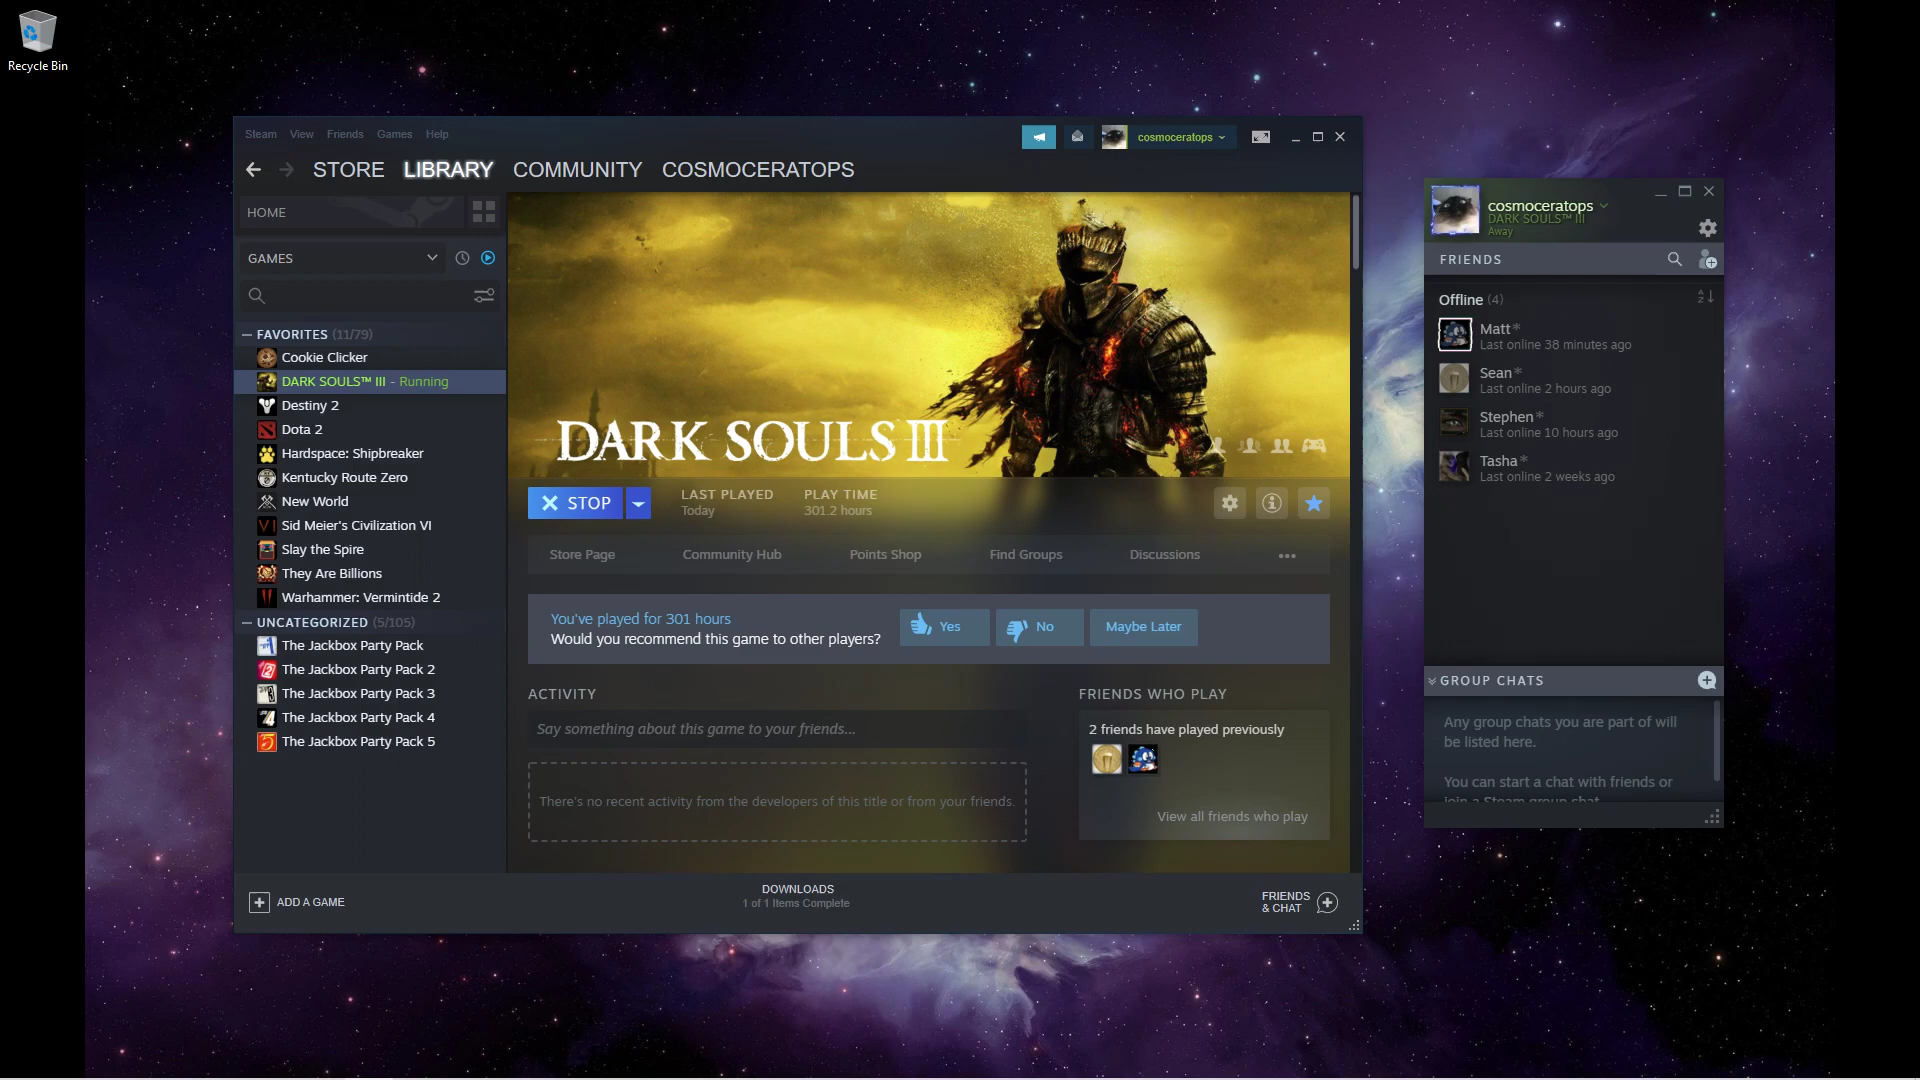 Recycle Bin
Steam View Friends Games Help
cosmoceratops
STORE LIBRARY COMMUNITY COSMOCERATOPS
HOME
GAMES
FAVORITES (11/79)
Cookie Clicker
DARK SOULS™ III - Running
Destiny 2
Dota 2
Hardspace: Shipbreaker
Kentucky Route Zero
New World
Sid Meier's Civilization VI
Slay the Spire
They Are Billions
Warhammer: Vermintide 2
UNCATEGORIZED (5/105)
The Jackbox Party Pack
The Jackbox Party Pack 2
The Jackbox Party Pack 3
The Jackbox Party Pack 4
The Jackbox Party Pack 5
DARK SOULS III
STOP
LAST PLAYED
Today
PLAY TIME
301.2 hours
Store Page Community Hub Points Shop Find Groups Discussions
You've played for 301 hours
Would you recommend this game to other players?
Yes No Maybe Later
ACTIVITY
Say something about this game to your friends...
There's no recent activity from the developers of this title or from your friends.
FRIENDS WHO PLAY
2 friends have played previously
View all friends who play
ADD A GAME
DOWNLOADS
1 of 1 Items Complete
FRIENDS
& CHAT
cosmoceratops
DARK SOULS™ III
Away
FRIENDS
Offline (4)
Matt*
Last online 38 minutes ago
Sean*
Last online 2 hours ago
Stephen*
Last online 10 hours ago
Tasha*
Last online 2 weeks ago
GROUP CHATS
Any group chats you are part of will
be listed here.
You can start a chat with friends or
join a Steam group chat